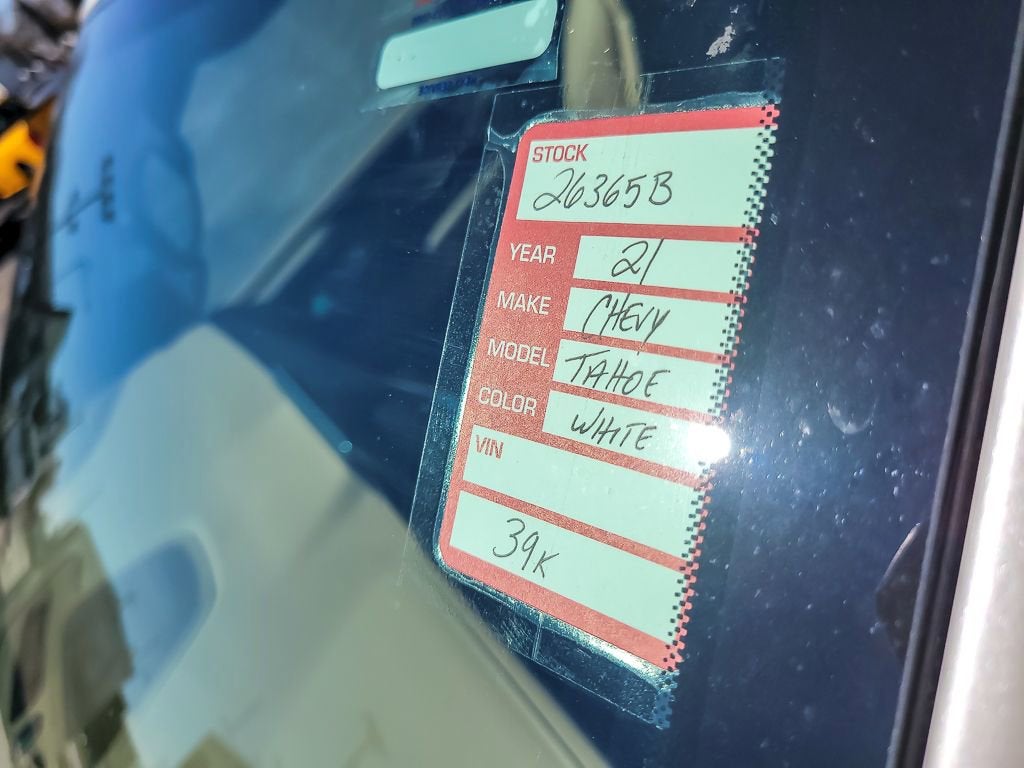 STOCK
26365B
YEAR 21
MAKE CHEVY
MODEL TAHOE
COLOR WHITE
VIN
39K